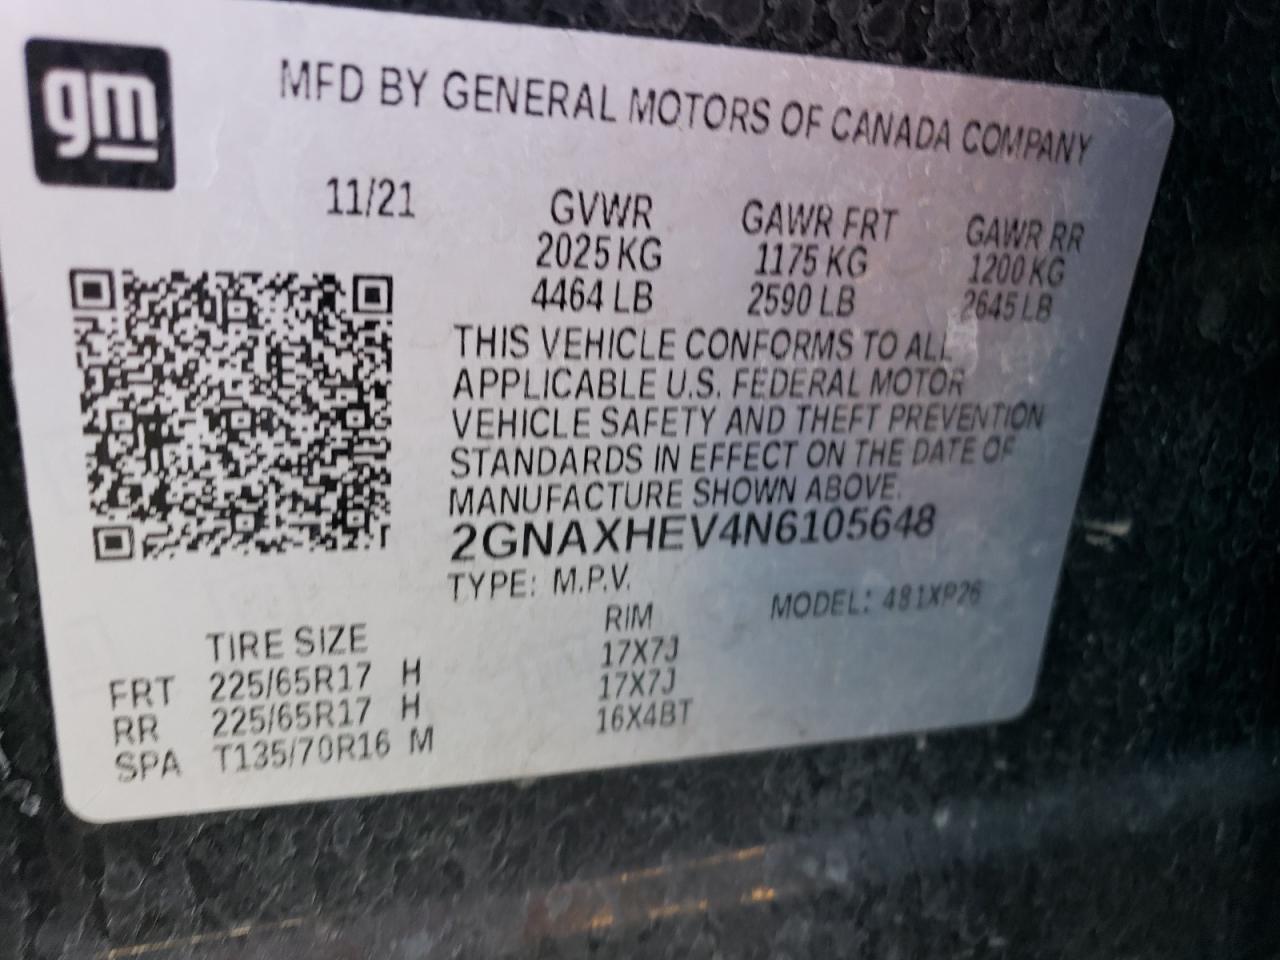 gm
MFD BY GENERAL MOTORS OF CANADA COMPANY
11/21 GVWR GAWR FRT GAWR RR
2025 KG 1175 KG 1200 KG
4464 LB 2590 LB 2645 LB
THIS VEHICLE CONFORMS TO ALL
APPLICABLE U.S. FEDERAL MOTOR
VEHICLE SAFETY AND THEFT PREVENTION
STANDARDS IN EFFECT ON THE DATE OF
MANUFACTURE SHOWN ABOVE.
2GNAXHEV4N6105648
TYPE: M.P.V. MODEL: 481XP26
TIRE SIZE RIM
FRT 225/65R17 H 17X7J
RR 225/65R17 H 17X7J
SPA T135/70R16 M 16X4BT